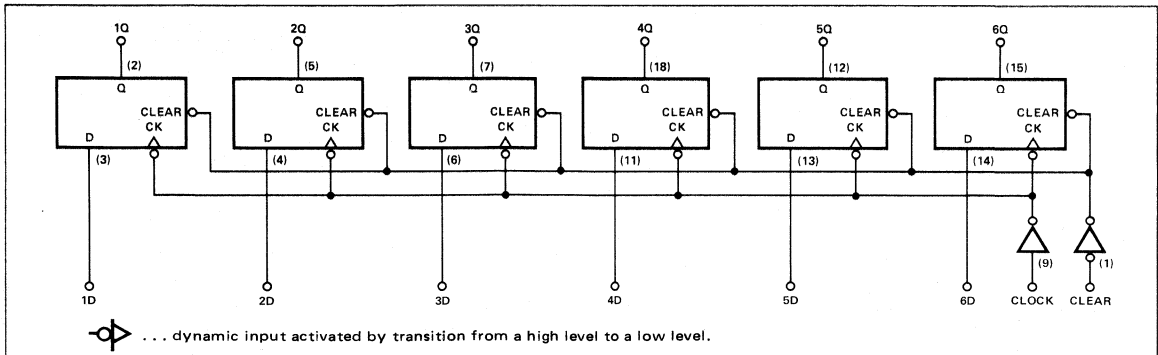 1Q 2Q 3Q 4Q 5Q 6Q
(2) (5) (7) (18) (12) (15)
Q Q Q Q Q Q
CLEAR CLEAR CLEAR CLEAR CLEAR CLEAR
CK CK CK CK CK CK
D D D D D D
(3) (4) (6) (11) (13) (14)
(9) (1)
1D 2D 3D 4D 5D 6D CLOCK CLEAR
... dynamic input activated by transition from a high level to a low level.